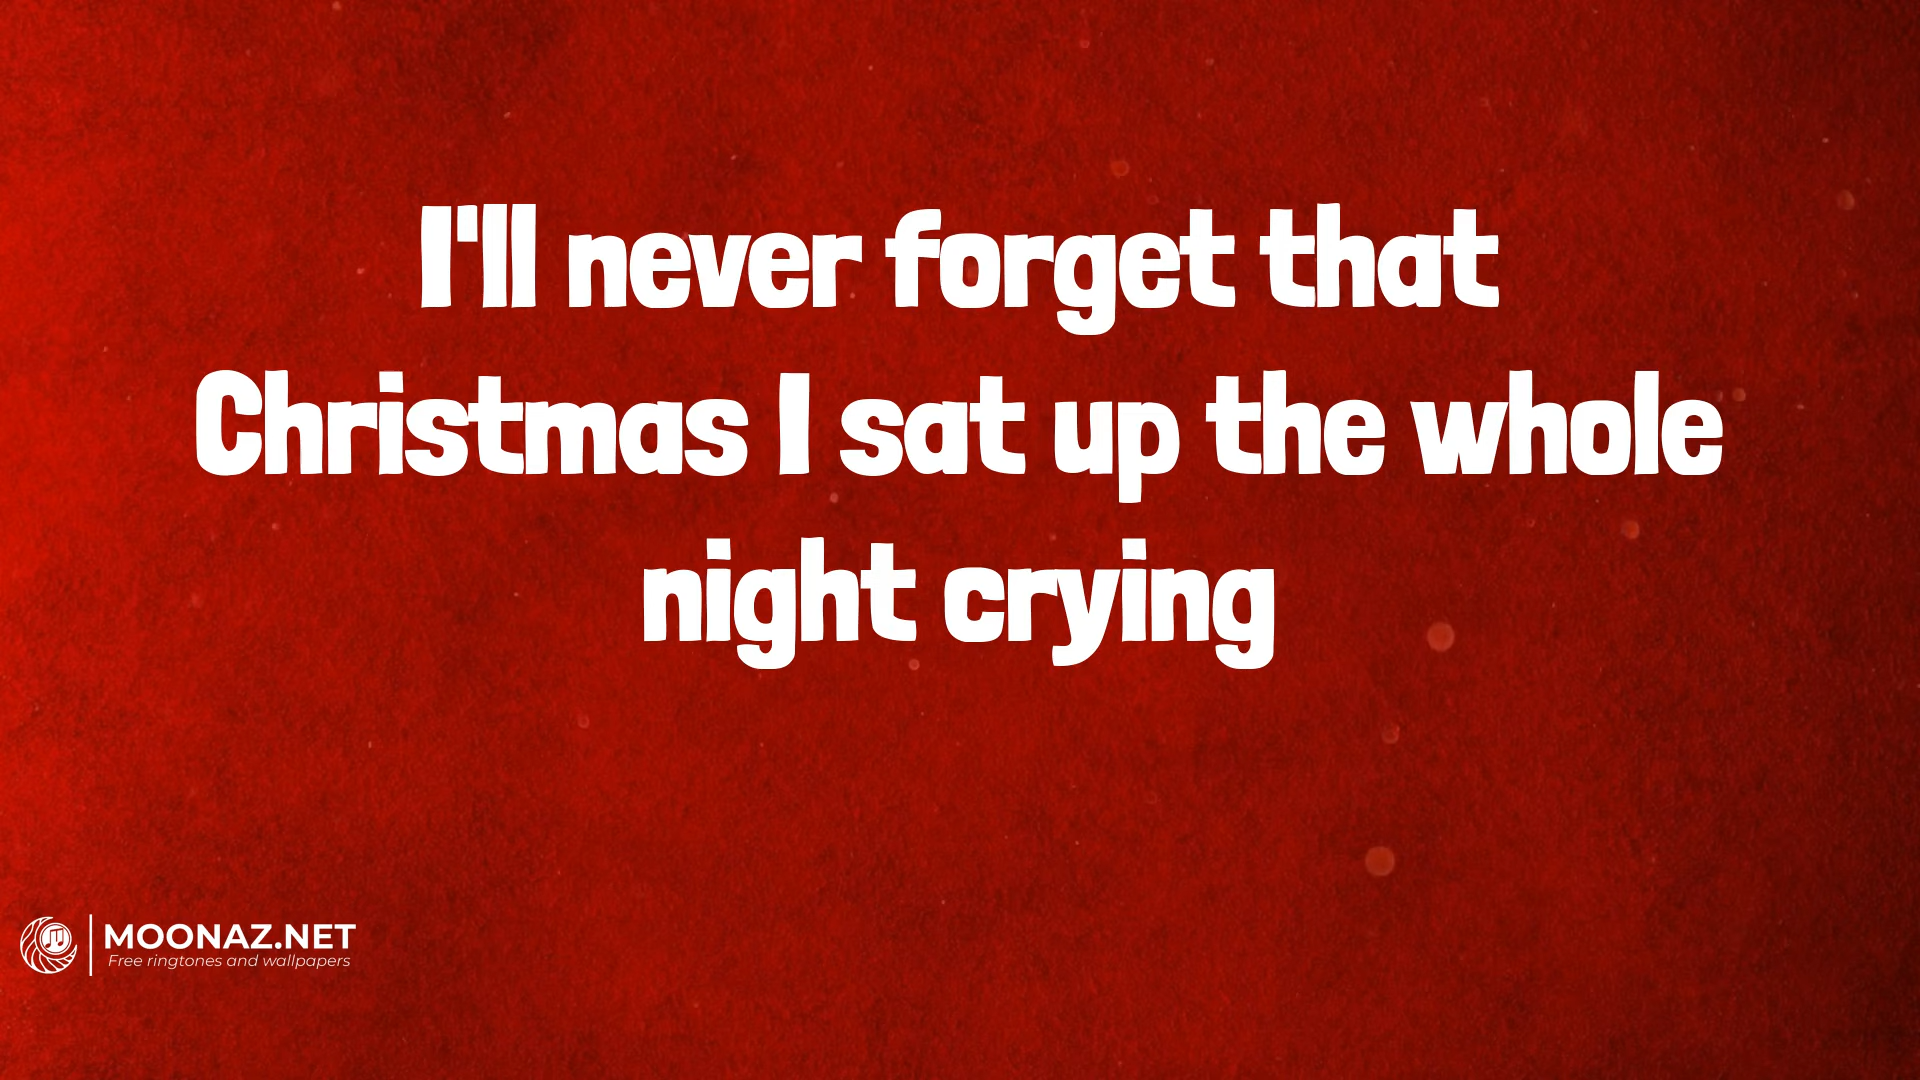 I'll never forget that
Christmas I sat up the whole
night crying
MOONAZ.NET
Free ringtones and wallpapers